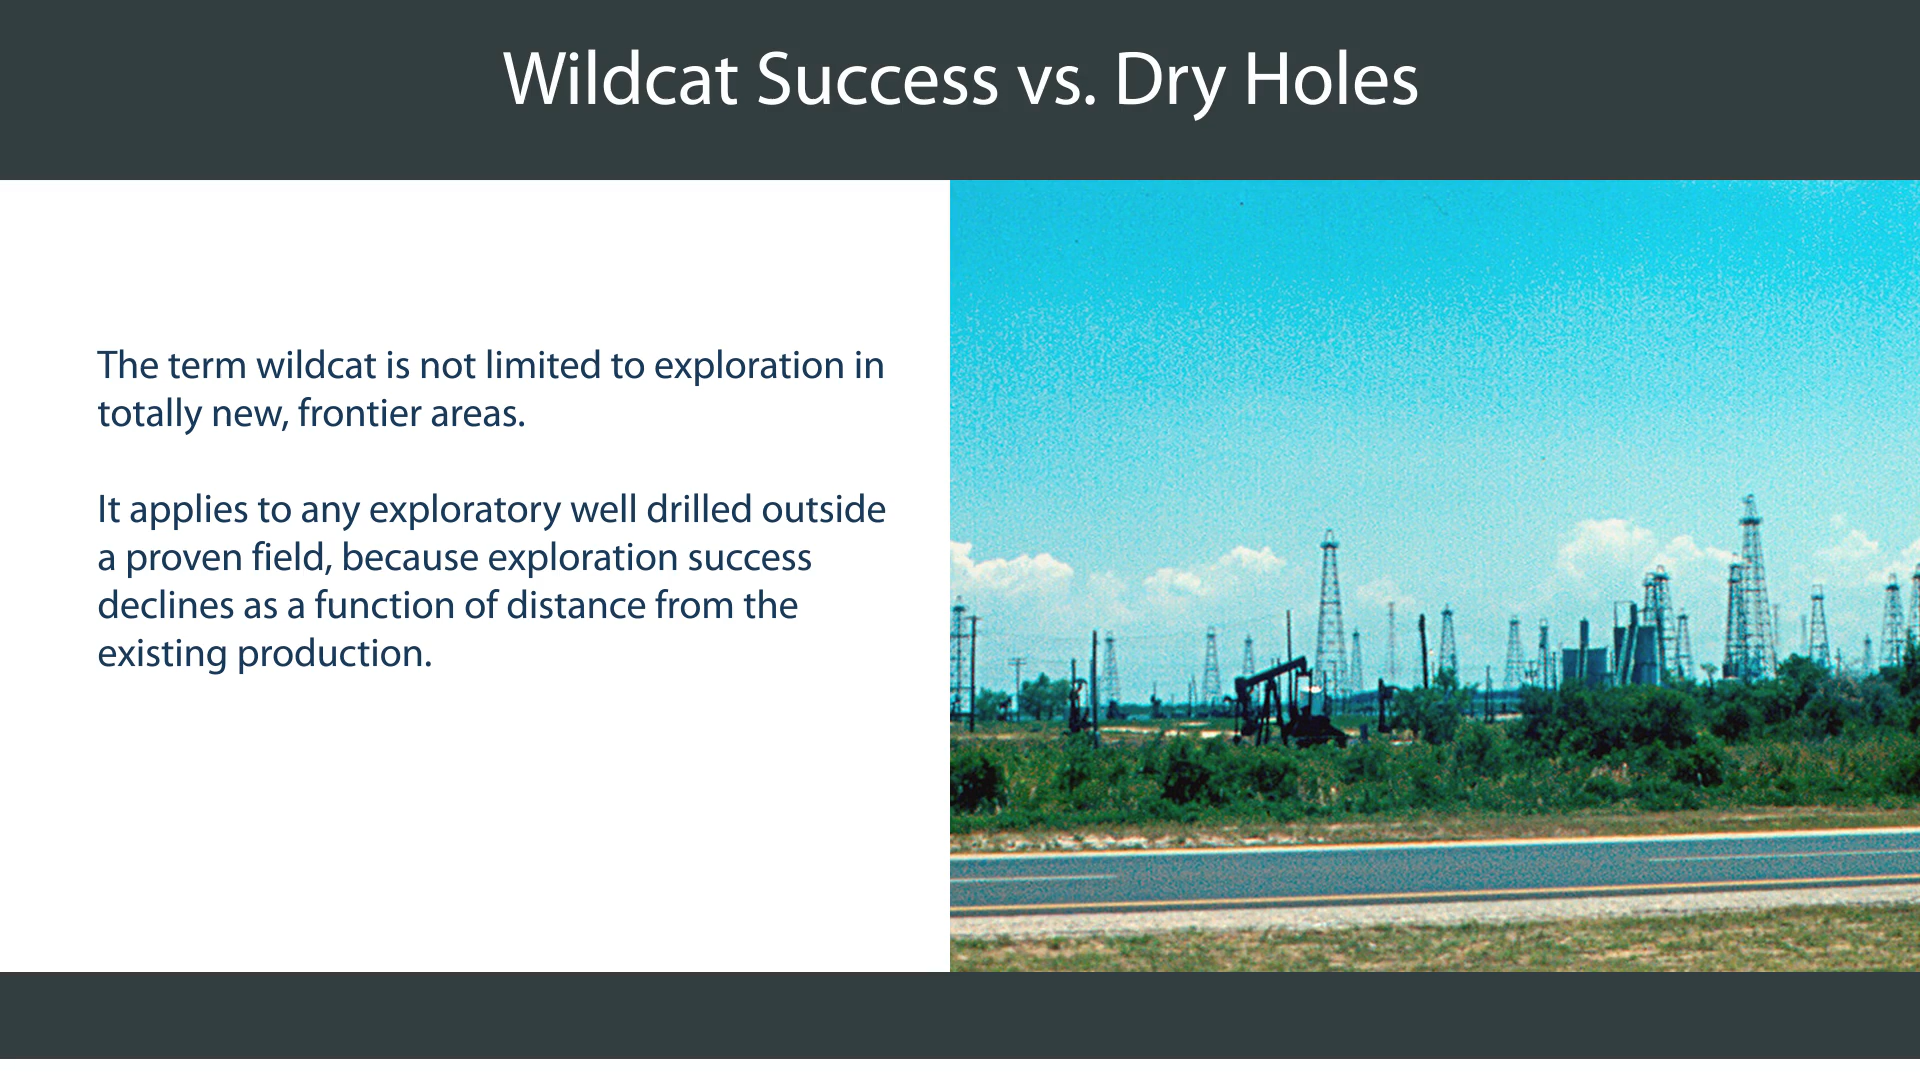 Wildcat Success vs. Dry Holes
The term wildcat is not limited to exploration in
totally new, frontier areas.
It applies to any exploratory well drilled outside
a proven field, because exploration success
declines as a function of distance from the
existing production.